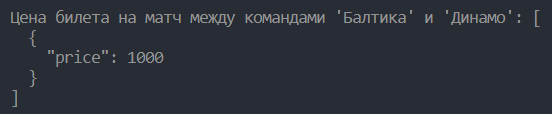 Цена билета на матч между командами 'Балтика' и 'Динамо': [
  {
    "price": 1000
  }
]